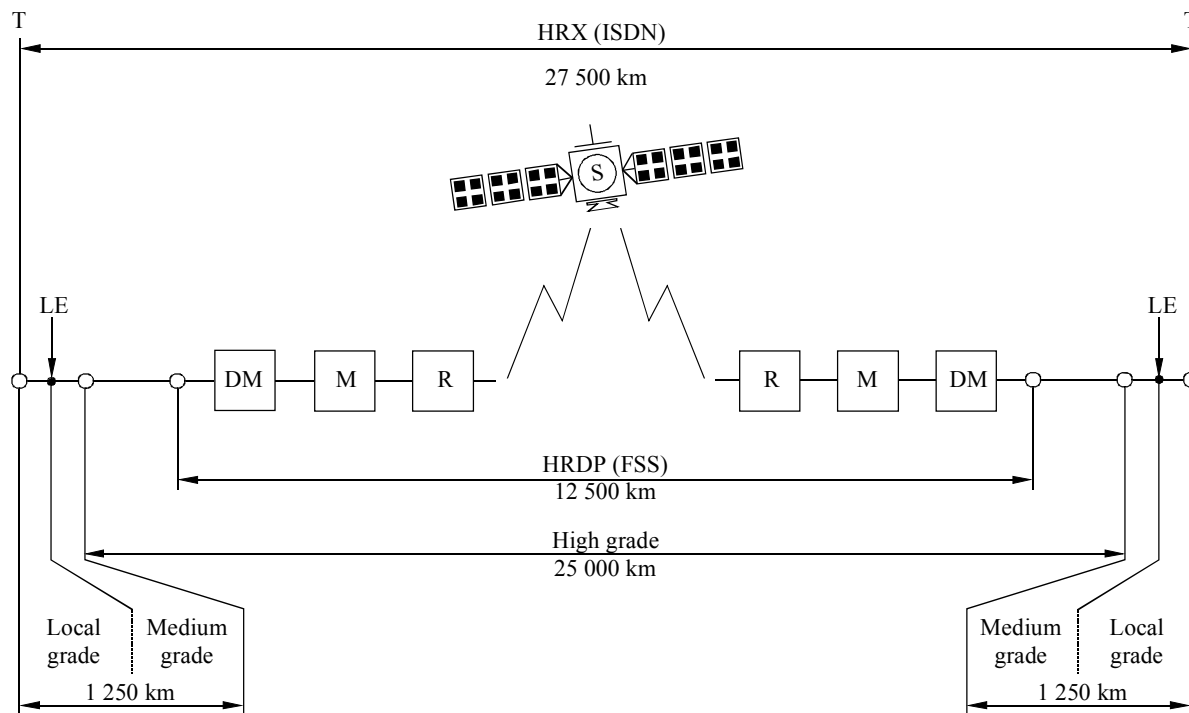 T
T
HRX (ISDN)
27 500 km
S
LE
LE
DM
M
R
R
M
DM
HRDP (FSS)
12 500 km
High grade
25 000 km
Local
grade
Medium
grade
Medium
grade
Local
grade
1 250 km
1 250 km